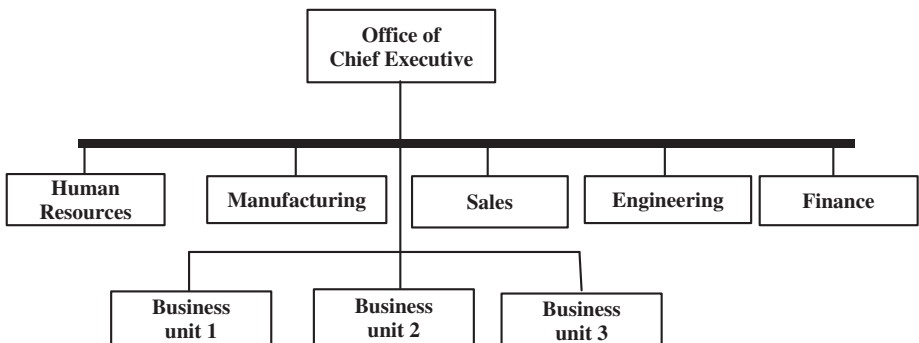 Office of
Chief Executive
Human
Resources
Manufacturing
Sales
Engineering
Finance
Business
unit 1
Business
unit 2
Business
unit 3